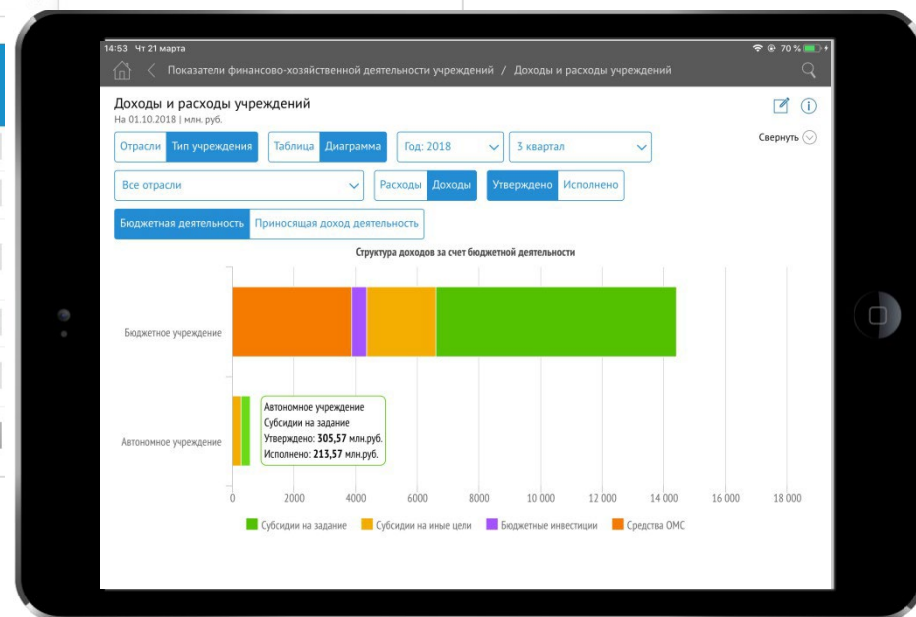 14:53 Чт 21 марта 70 %
Показатели финансово-хозяйственной деятельности учреждений / Доходы и расходы учреждений
Доходы и расходы учреждений
На 01.10.2018 | млн. руб.
Свернуть
Отрасли Тип учреждения Таблица Диаграмма Год: 2018 3 квартал
Все отрасли Расходы Доходы Утверждено Исполнено
Бюджетная деятельность Приносящая доход деятельность
Структура доходов за счет бюджетной деятельности
Бюджетное учреждение
Автономное учреждение
Субсидии на задание
Утверждено: 305,57 млн.руб.
Исполнено: 213,57 млн.руб.
Автономное учреждение
0 2000 4000 6000 8000 10 000 12 000 14 000 16 000 18 000
Субсидии на задание Субсидии на иные цели Бюджетные инвестиции Средства ОМС